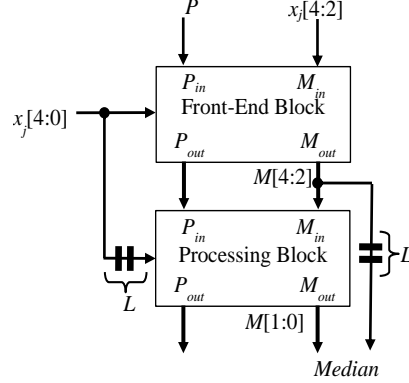 P
x_j[4:2]
P_in M_in
x_j[4:0]
Front-End Block
P_out M_out
M[4:2]
P_in M_in
L
Processing Block
L
P_out M_out
M[1:0]
Median